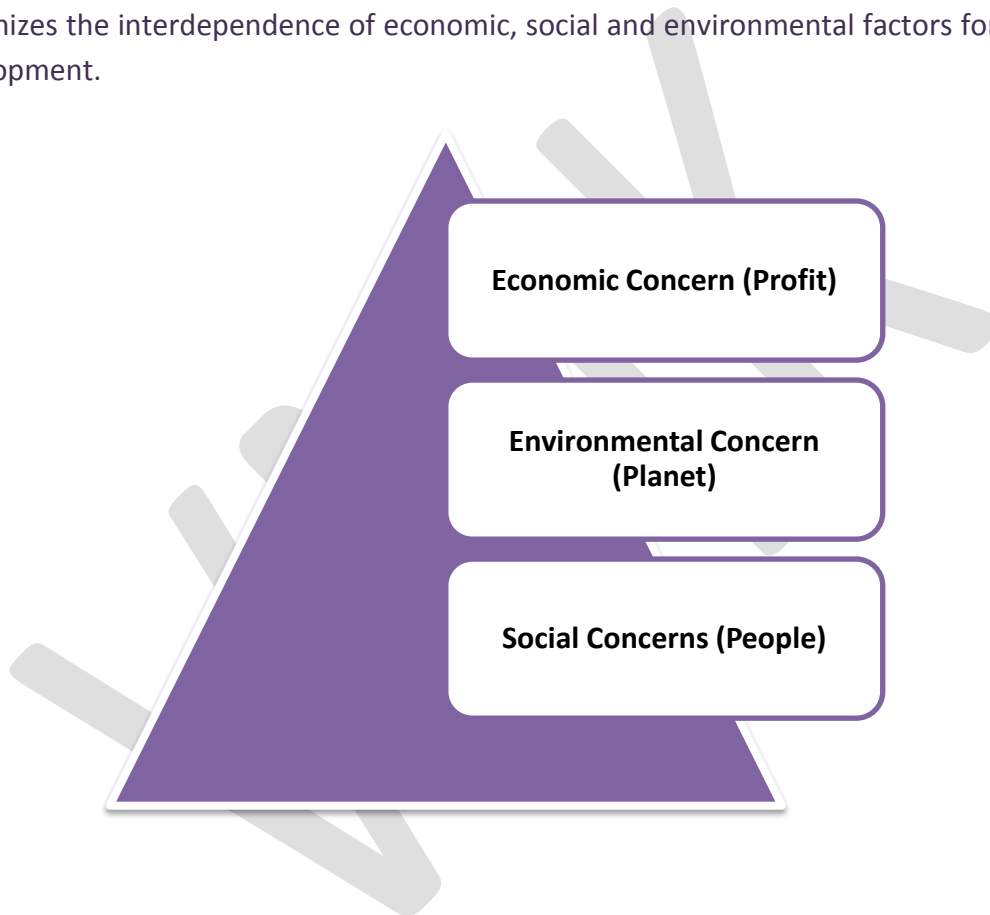 nizes the interdependence of economic, social and environmental factors for
opment.
Economic Concern (Profit)
Environmental Concern
(Planet)
Social Concerns (People)